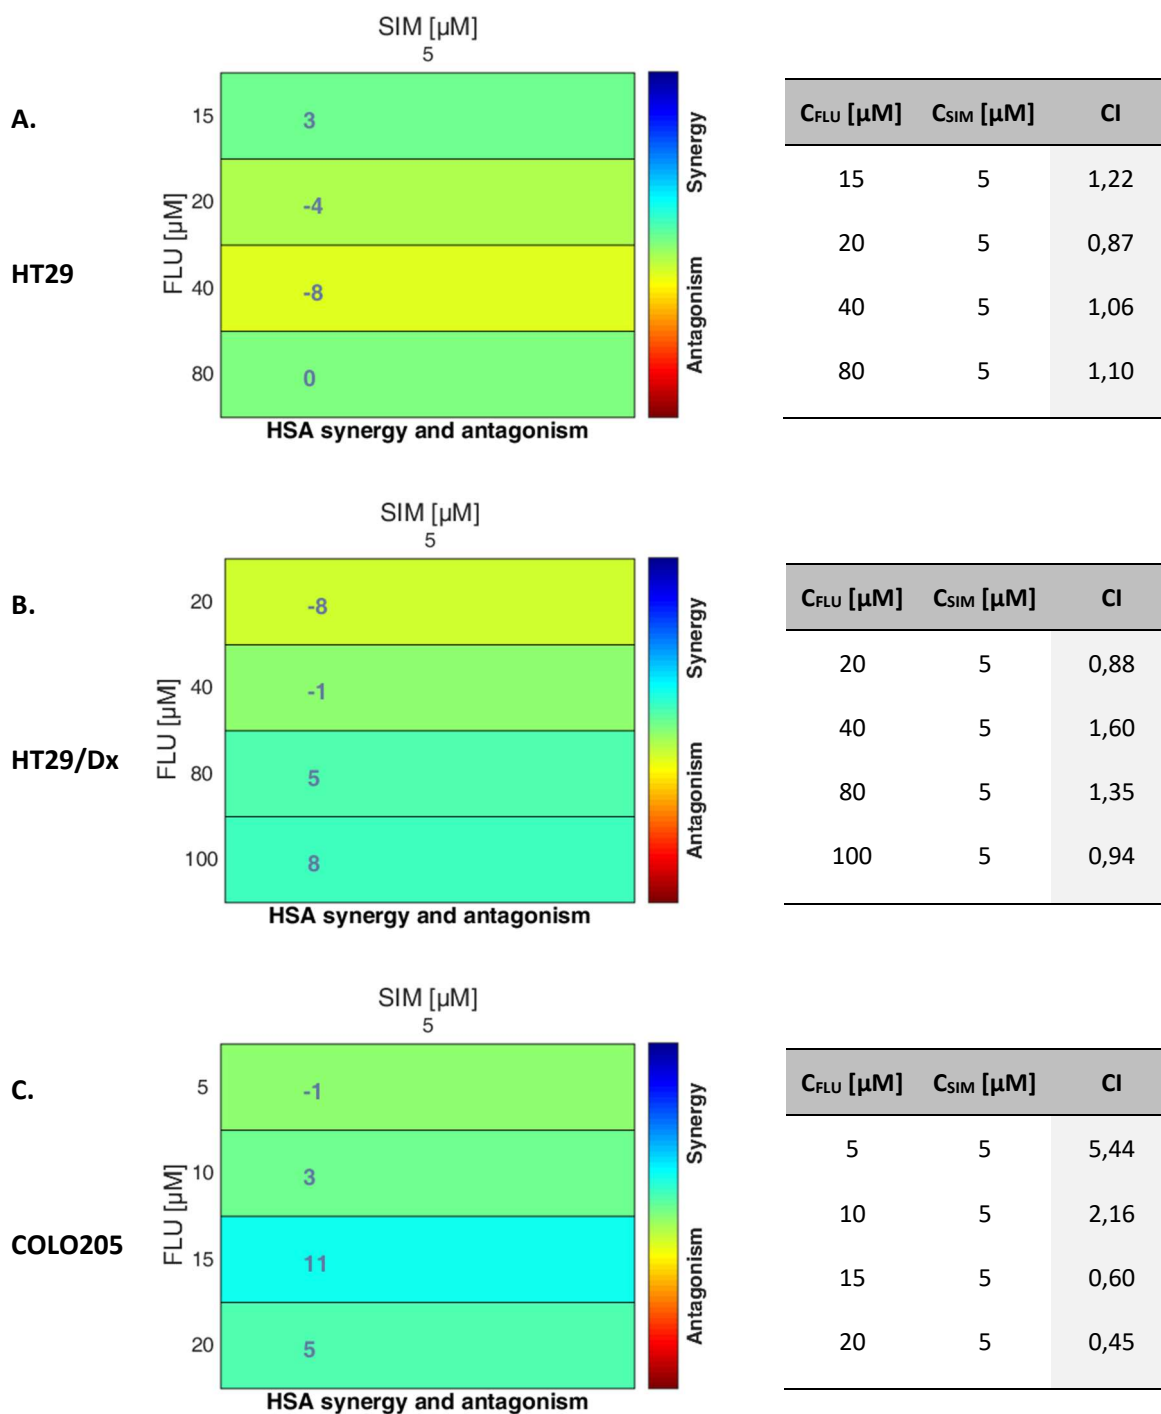 SIM [µM]
5
A.
HT29
FLU [µM]
15 3
20 -4
40 -8
80 0
HSA synergy and antagonism
Synergy
Antagonism
CFLU [µM] CSIM [µM] CI
15 5 1,22
20 5 0,87
40 5 1,06
80 5 1,10
SIM [µM]
5
B.
HT29/Dx
FLU [µM]
20 -8
40 -1
80 5
100 8
HSA synergy and antagonism
Synergy
Antagonism
CFLU [µM] CSIM [µM] CI
20 5 0,88
40 5 1,60
80 5 1,35
100 5 0,94
SIM [µM]
5
C.
COLO205
FLU [µM]
5 -1
10 3
15 11
20 5
HSA synergy and antagonism
Synergy
Antagonism
CFLU [µM] CSIM [µM] CI
5 5 5,44
10 5 2,16
15 5 0,60
20 5 0,45